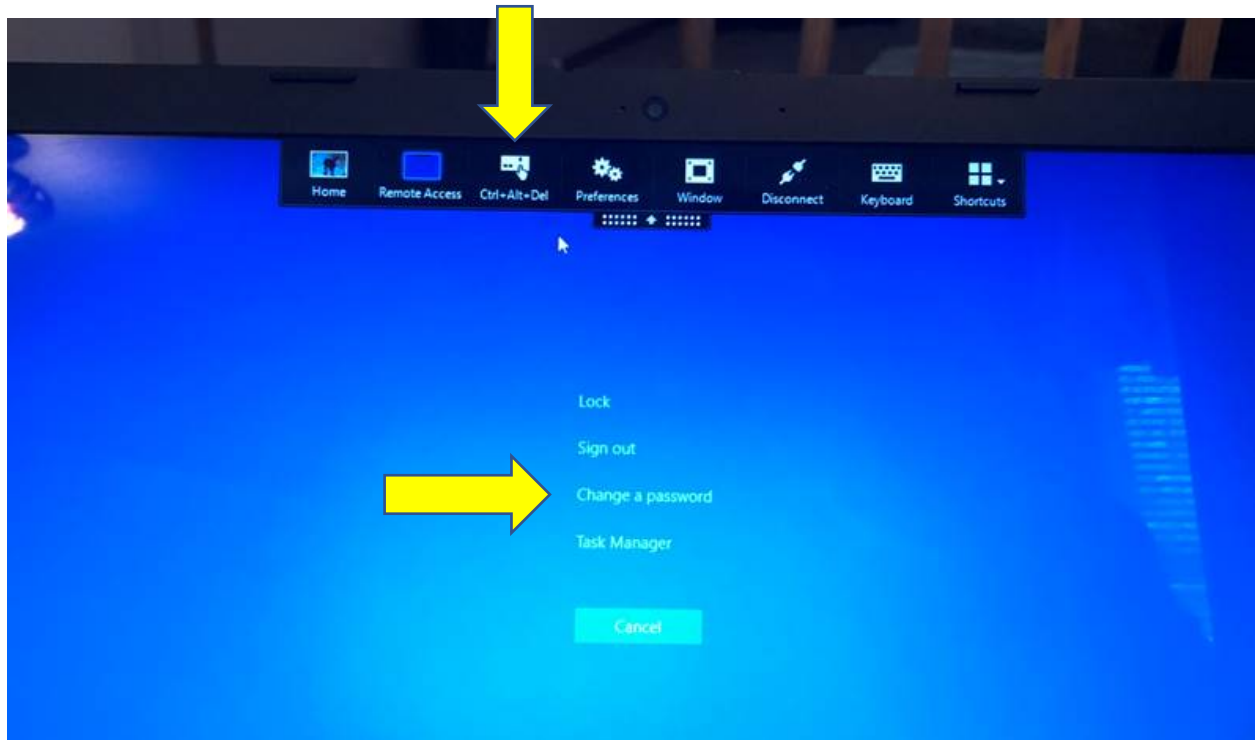 Home Remote Access Ctrl+Alt+Del Preferences Window Disconnect Keyboard Shortcuts
Lock
Sign out
Change a password
Task Manager
Cancel